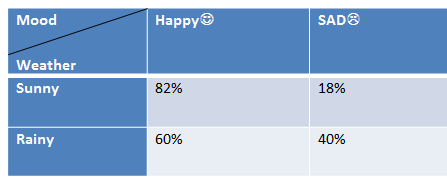 Mood Happy☺ SAD☹
Weather
Sunny 82% 18%
Rainy 60% 40%